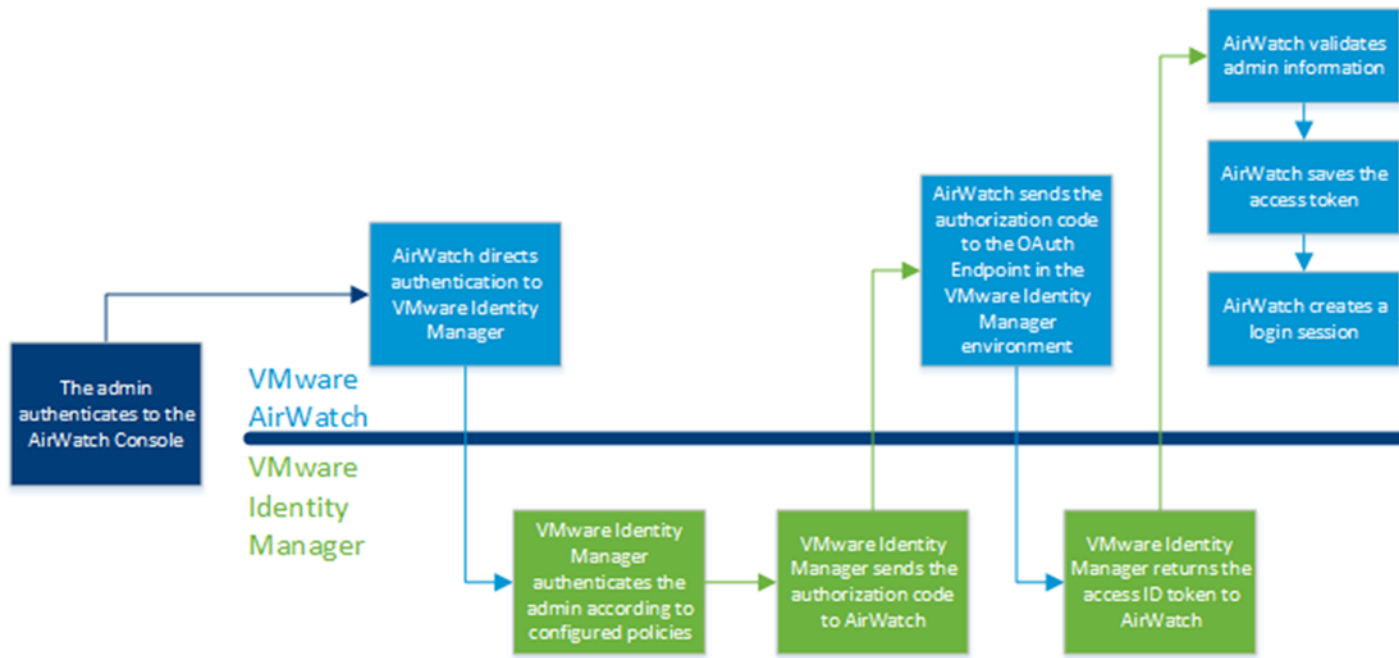 The admin
authenticates to the
AirWatch Console
AirWatch directs
authentication to
VMware Identity
Manager
VMware
AirWatch
VMware
Identity
Manager
VMware Identity
Manager
authenticates the
admin according to
configured policies
VMware Identity
Manager sends the
authorization code
to AirWatch
AirWatch sends the
authorization code
to the OAuth
Endpoint in the
VMware Identity
Manager
environment
VMware Identity
Manager returns the
access ID token to
AirWatch
AirWatch validates
admin information
AirWatch saves the
access token
AirWatch creates a
login session